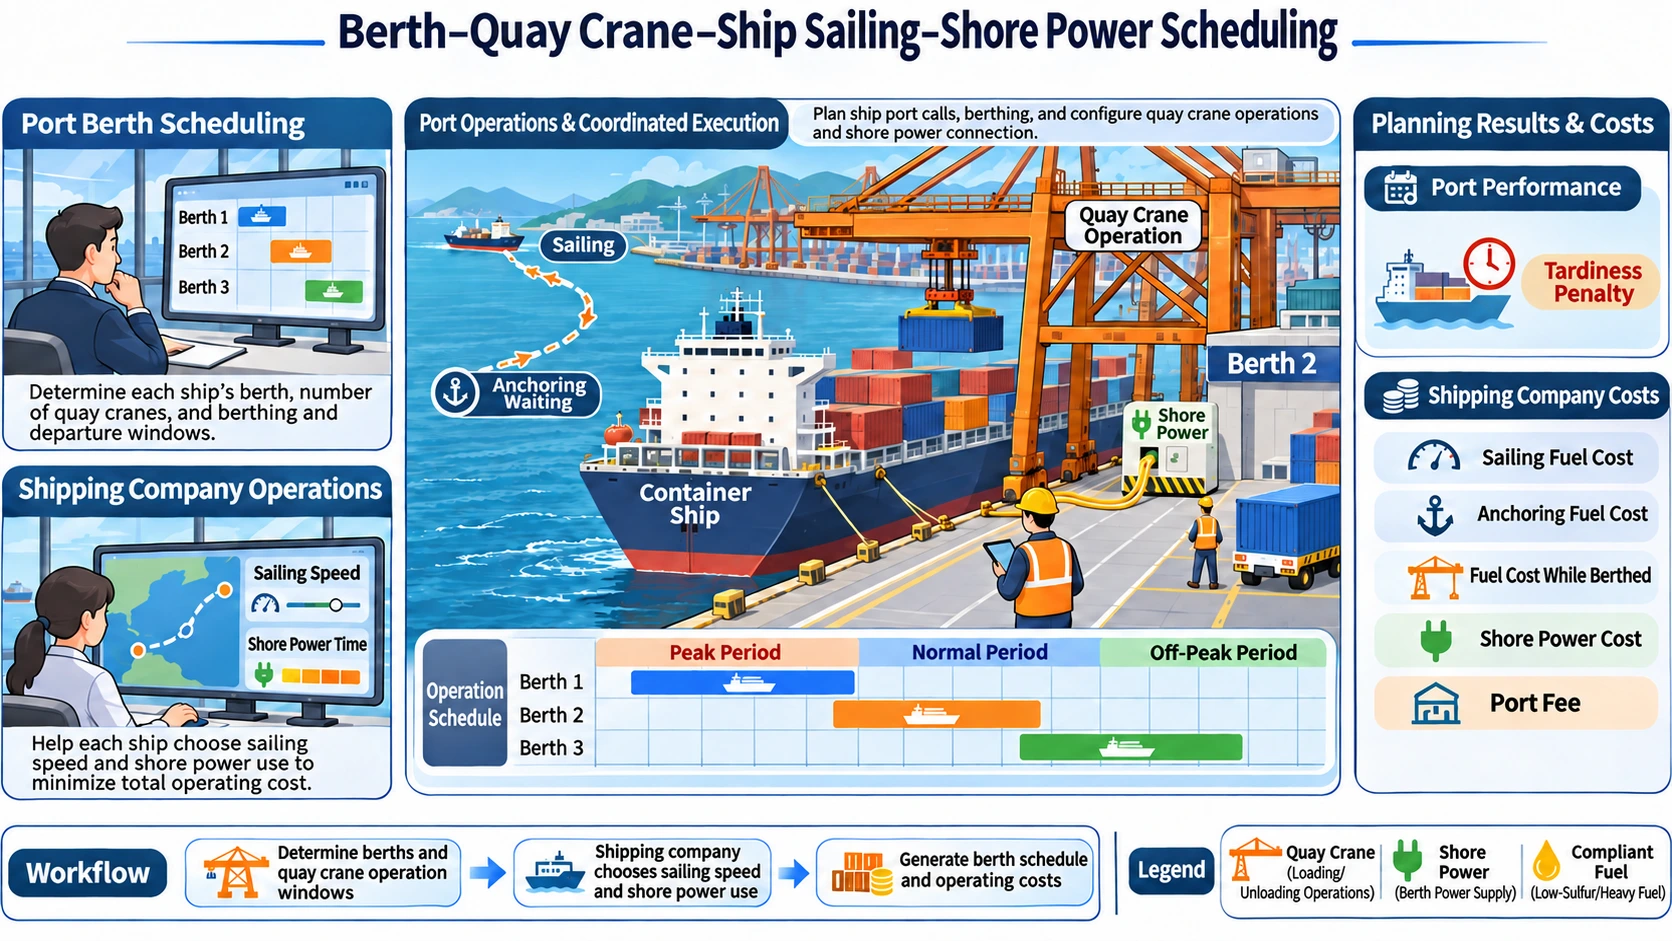 Berth–Quay Crane–Ship Sailing–Shore Power Scheduling
Port Berth Scheduling
Berth 1
Berth 2
Berth 3
Determine each ship's berth, number
of quay cranes, and berthing and
departure windows.
Shipping Company Operations
Sailing Speed
Shore Power Time
Help each ship choose sailing
speed and shore power use to
minimize total operating cost.
Port Operations & Coordinated Execution
Plan ship port calls, berthing, and configure quay crane operations
and shore power connection.
Sailing
Anchoring
Waiting
Quay Crane
Operation
Berth 2
Shore
Power
Container
Ship
Operation
Schedule
Peak Period
Normal Period
Off-Peak Period
Berth 1
Berth 2
Berth 3
Planning Results & Costs
Port Performance
Tardiness
Penalty
Shipping Company Costs
Sailing Fuel Cost
Anchoring Fuel Cost
Fuel Cost While Berthed
Shore Power Cost
Port Fee
Workflow
Determine berths and
quay crane operation
windows
Shipping company
chooses sailing speed
and shore power use
Generate berth schedule
and operating costs
Legend
Quay Crane
(Loading/
Unloading Operations)
Shore
Power
(Berth Power Supply)
Compliant
Fuel
(Low-Sulfur/Heavy Fuel)